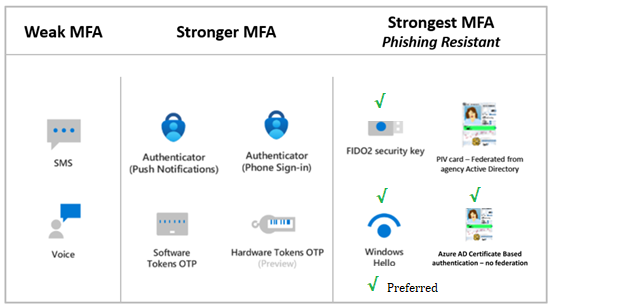 Weak MFA
Stronger MFA
Strongest MFA
Phishing Resistant
SMS
Authenticator
(Push Notifications)
Authenticator
(Phone Sign-in)
√
FIDO2 security key
PIV card – Federated from
agency Active Directory
Voice
Software
Tokens OTP
Hardware Tokens OTP
(Preview)
√
Windows
Hello
√
Azure AD Certificate Based
authentication – no federation
√ Preferred